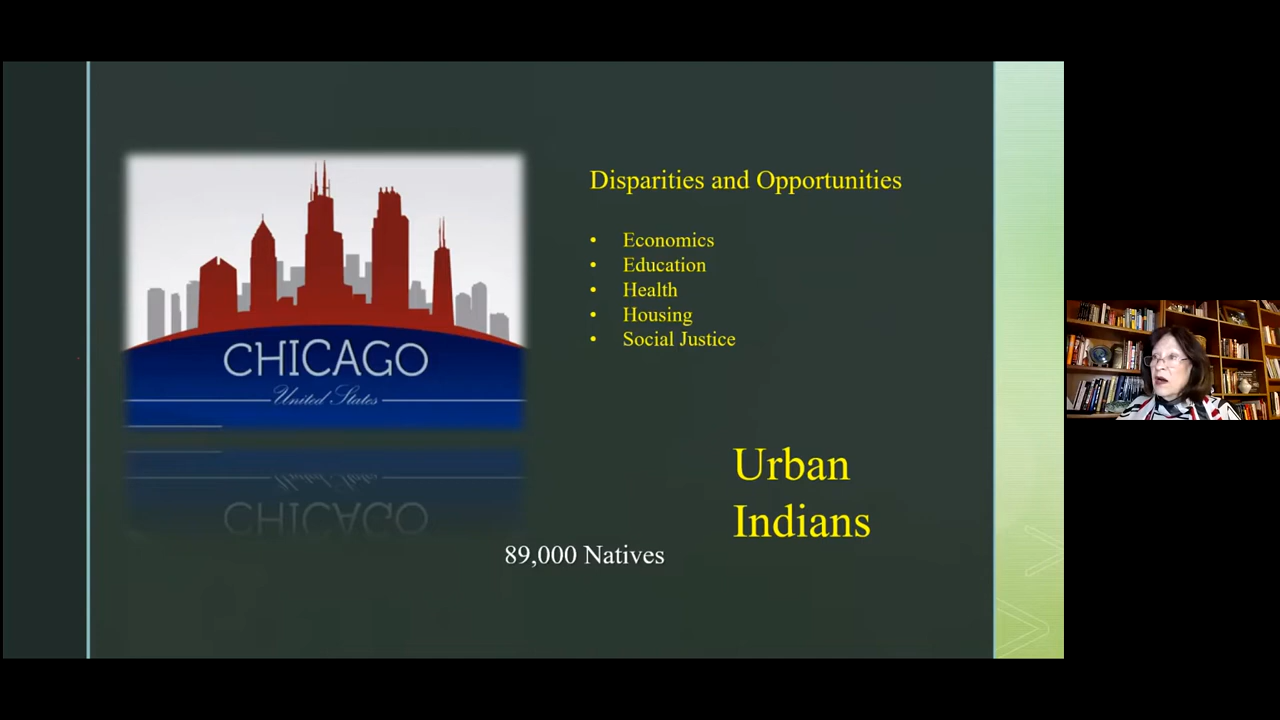 CHICAGO
United States
Disparities and Opportunities
• Economics
• Education
• Health
• Housing
• Social Justice
Urban
Indians
89,000 Natives